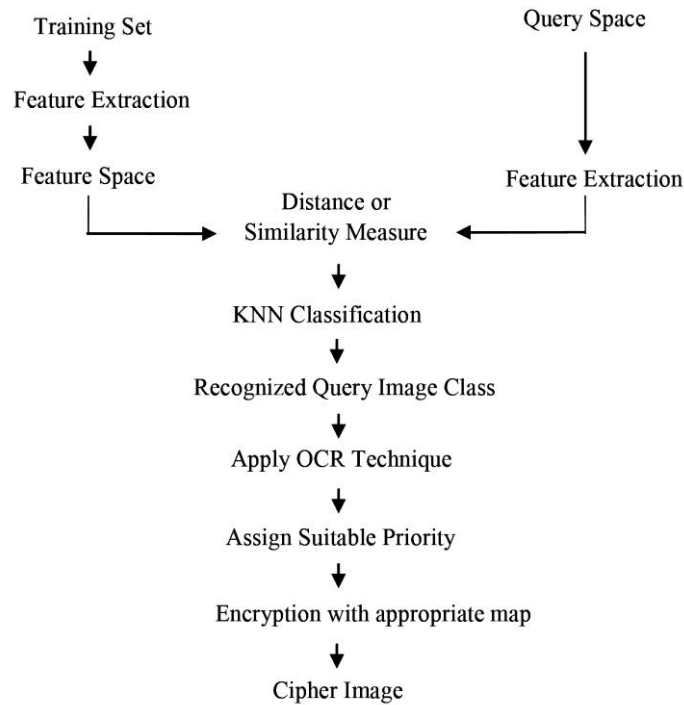 Training Set
Query Space
Feature Extraction
Feature Space
Feature Extraction
Distance or
Similarity Measure
KNN Classification
Recognized Query Image Class
Apply OCR Technique
Assign Suitable Priority
Encryption with appropriate map
Cipher Image